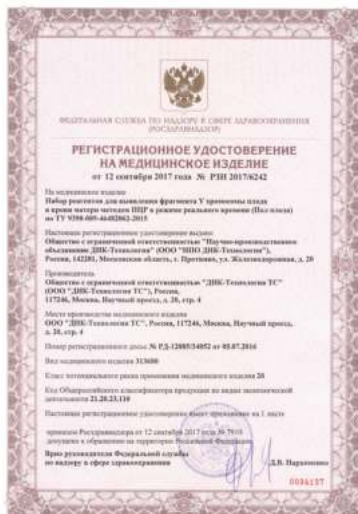 ФЕДЕРАЛЬНАЯ СЛУЖБА ПО НАДЗОРУ В СФЕРЕ ЗДРАВООХРАНЕНИЯ
(РОСЗДРАВНАДЗОР)
РЕГИСТРАЦИОННОЕ УДОСТОВЕРЕНИЕ
НА МЕДИЦИНСКОЕ ИЗДЕЛИЕ
от 12 сентября 2017 года № РЗН 2017/6242
На медицинское изделие
Набор реагентов для выявления фрагмента Y хромосомы плода
в крови матери методом ПЦР в режиме реального времени (Пол плода)
по ТУ 9398-005-46482062-2015
Настоящее регистрационное удостоверение выдано
Общество с ограниченной ответственностью "Научно-производственное
объединение ДНК-Технология" (ООО "НПО ДНК-Технология"),
Россия, 142281, Московская область, г. Протвино, ул. Железнодорожная, д. 20
Производитель
Общество с ограниченной ответственностью "ДНК-Технология ТС"
(ООО "ДНК-Технология ТС"), Россия,
117246, Москва, Научный проезд, д. 20, стр. 4
Место производства медицинского изделия
ООО "ДНК-Технология ТС", Россия, 117246, Москва, Научный проезд,
д. 20, стр. 4
Номер регистрационного досье № РД-12085/34052 от 05.07.2016
Вид медицинского изделия 313680
Класс потенциального риска применения медицинского изделия 2б
Код Общероссийского классификатора продукции по видам экономической
деятельности 21.20.23.110
Настоящее регистрационное удостоверение имеет приложение на 1 листе
приказом Росздравнадзора от 12 сентября 2017 года № 7918
допущено к обращению на территории Российской Федерации.
Врио руководителя Федеральной службы
по надзору в сфере здравоохранения
Д.В. Пархоменко
0034137